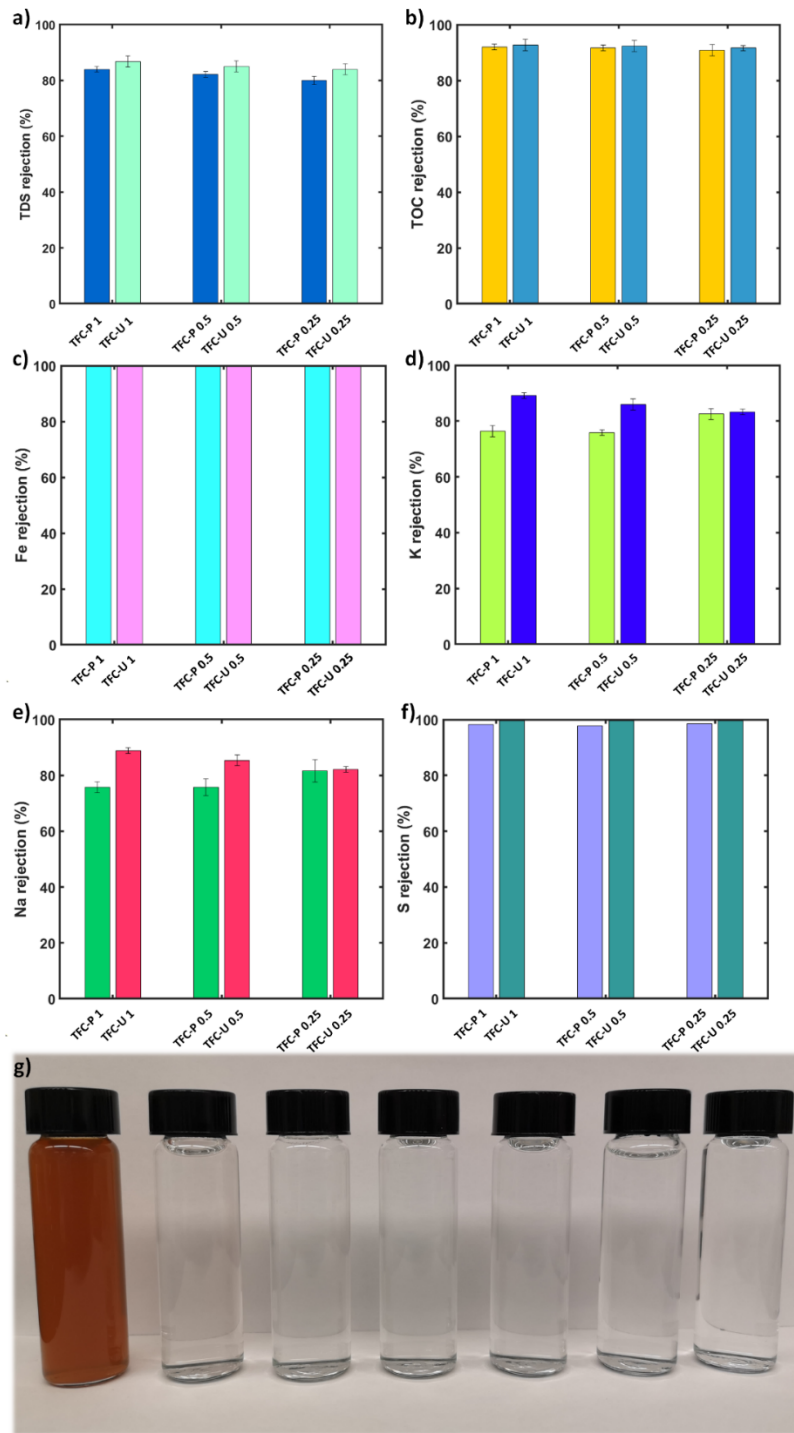 a)
TDS rejection (%)
100
80
60
40
20
0
TFC-P 1
TFC-U 1
TFC-P 0.5
TFC-U 0.5
TFC-P 0.25
TFC-U 0.25
b)
TOC rejection (%)
100
80
60
40
20
0
TFC-P 1
TFC-U 1
TFC-P 0.5
TFC-U 0.5
TFC-P 0.25
TFC-U 0.25
c)
Fe rejection (%)
100
80
60
40
20
0
TFC-P 1
TFC-U 1
TFC-P 0.5
TFC-U 0.5
TFC-P 0.25
TFC-U 0.25
d)
K rejection (%)
100
80
60
40
20
0
TFC-P 1
TFC-U 1
TFC-P 0.5
TFC-U 0.5
TFC-P 0.25
TFC-U 0.25
e)
Na rejection (%)
100
80
60
40
20
0
TFC-P 1
TFC-U 1
TFC-P 0.5
TFC-U 0.5
TFC-P 0.25
TFC-U 0.25
f)
S rejection (%)
100
80
60
40
20
0
TFC-P 1
TFC-U 1
TFC-P 0.5
TFC-U 0.5
TFC-P 0.25
TFC-U 0.25
g)